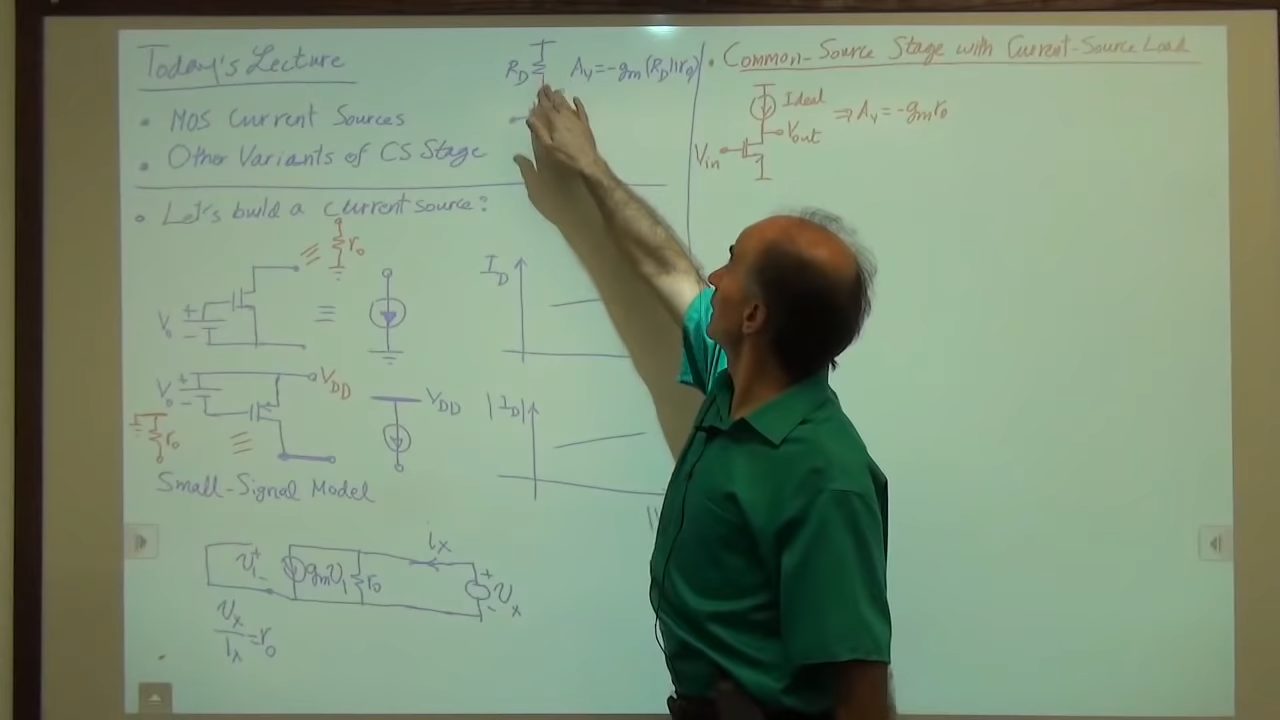 Today's Lecture
• MOS Current Sources
• Other Variants of CS Stage
R_D
A_v = -g_m (R_D || r_o)
• Let's build a current source?
r_o
V_o + -
≡
I_D
V_o + -
V_DD
r_o
≡
V_DD
|I_D|
Small-Signal Model
v_1 + -
g_m v_1
r_o
i_x
+ - v_x
v_x / i_x = r_o
• Common-Source Stage with Current-Source Load
Ideal
⇒ A_v = -g_m r_o
V_out
V_in